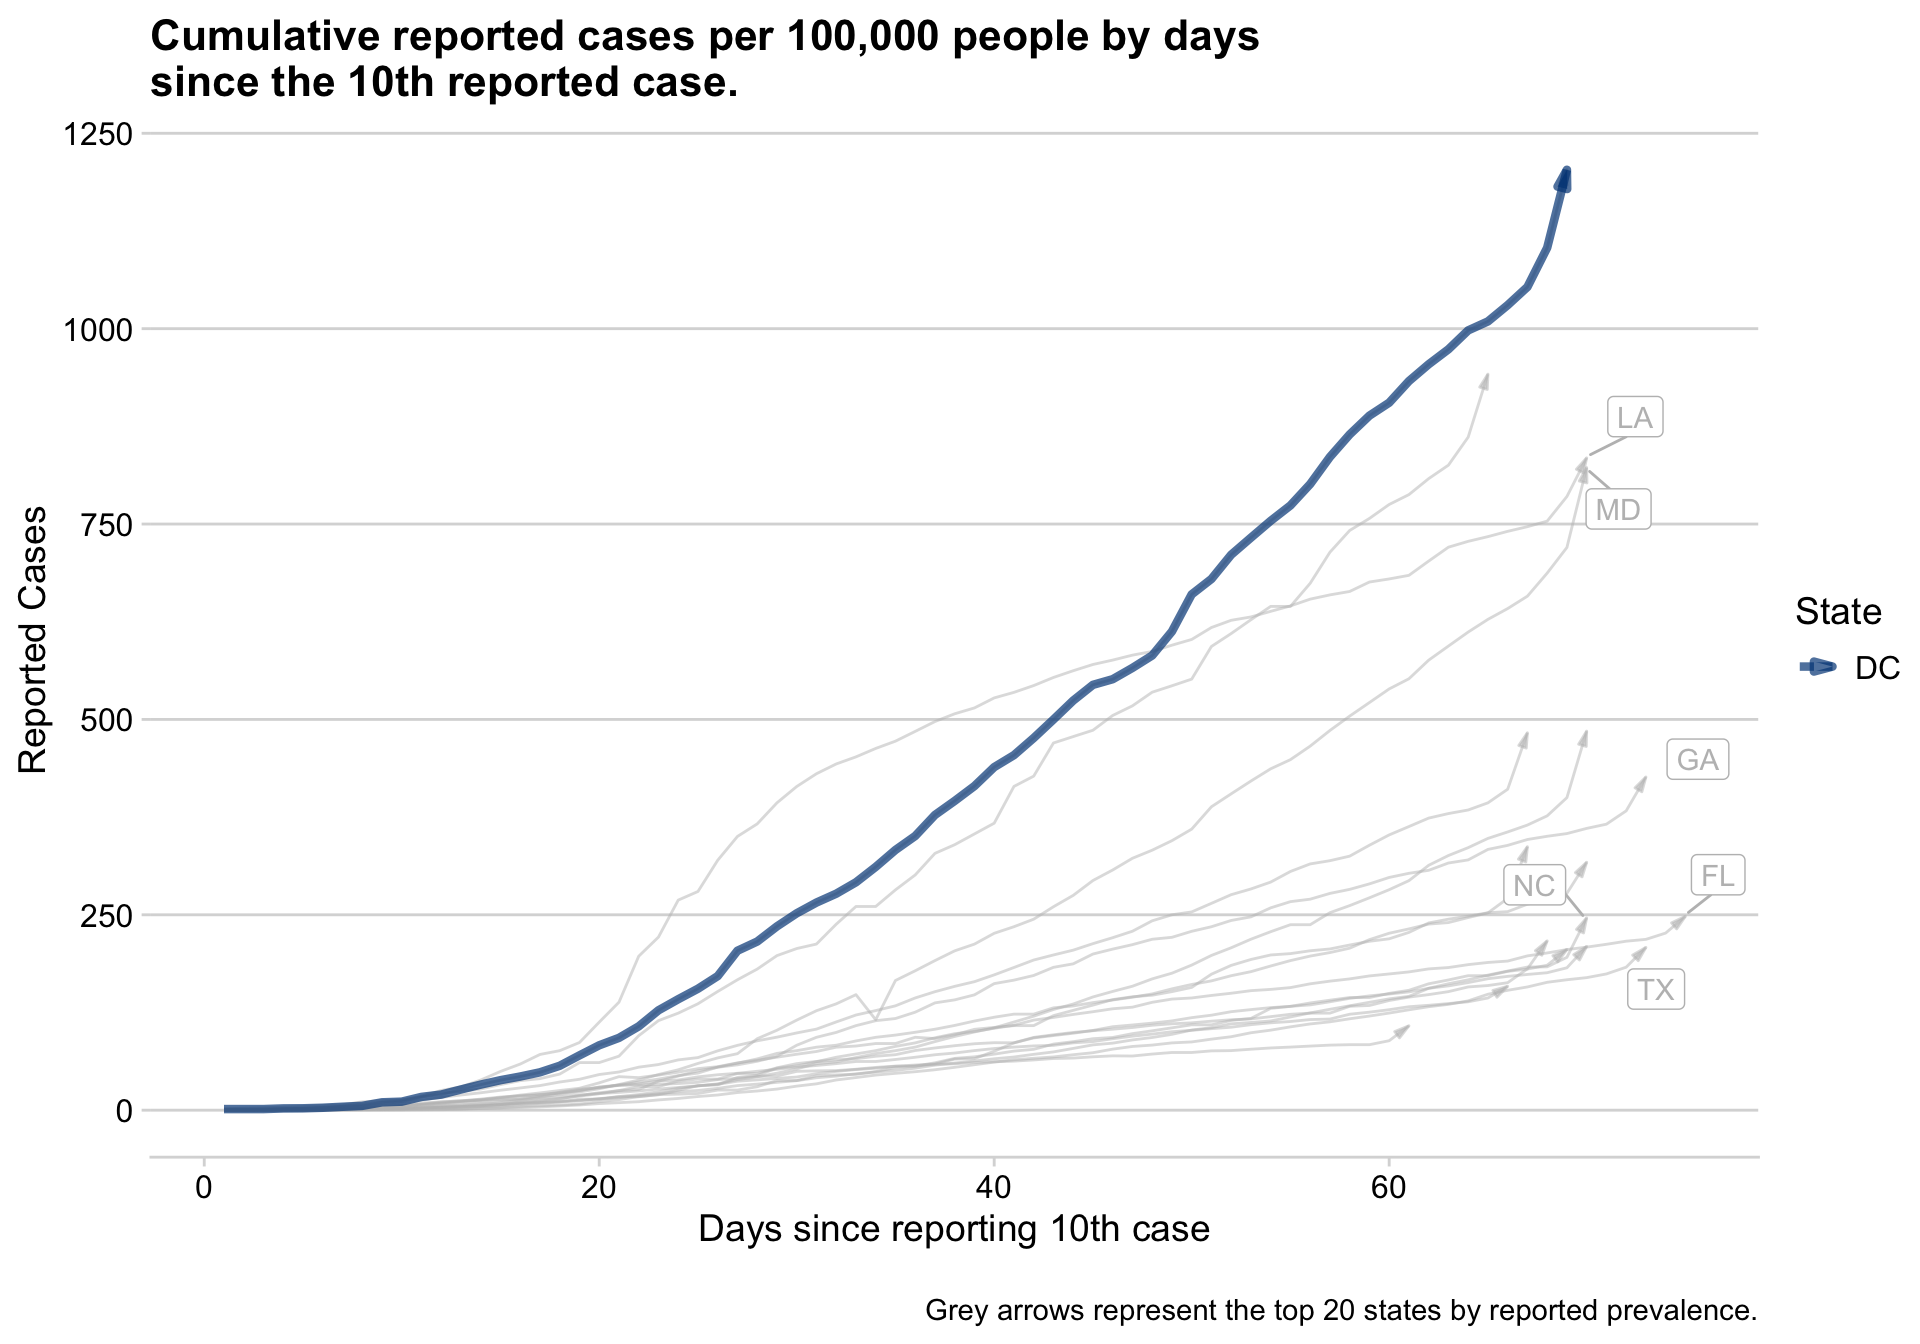 Cumulative reported cases per 100,000 people by days
since the 10th reported case.
1250
1000
750
500
250
0
Reported Cases
LA
MD
GA
NC
FL
TX
State
DC
0
20
40
60
Days since reporting 10th case
Grey arrows represent the top 20 states by reported prevalence.